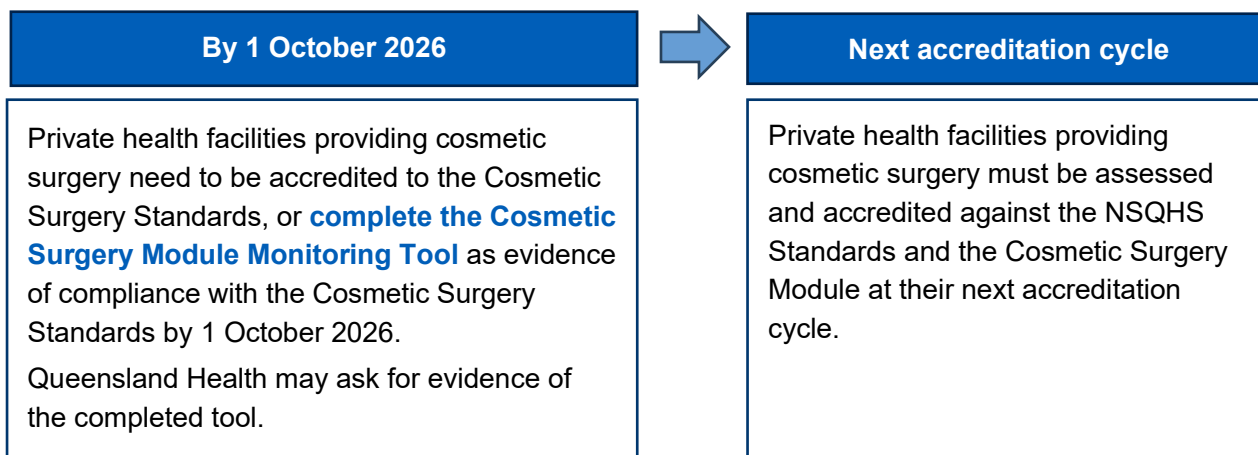 By 1 October 2026
Private health facilities providing cosmetic
surgery need to be accredited to the Cosmetic
Surgery Standards, or complete the Cosmetic
Surgery Module Monitoring Tool as evidence
of compliance with the Cosmetic Surgery
Standards by 1 October 2026.
Queensland Health may ask for evidence of
the completed tool.
Next accreditation cycle
Private health facilities providing
cosmetic surgery must be assessed
and accredited against the NSQHS
Standards and the Cosmetic Surgery
Module at their next accreditation
cycle.